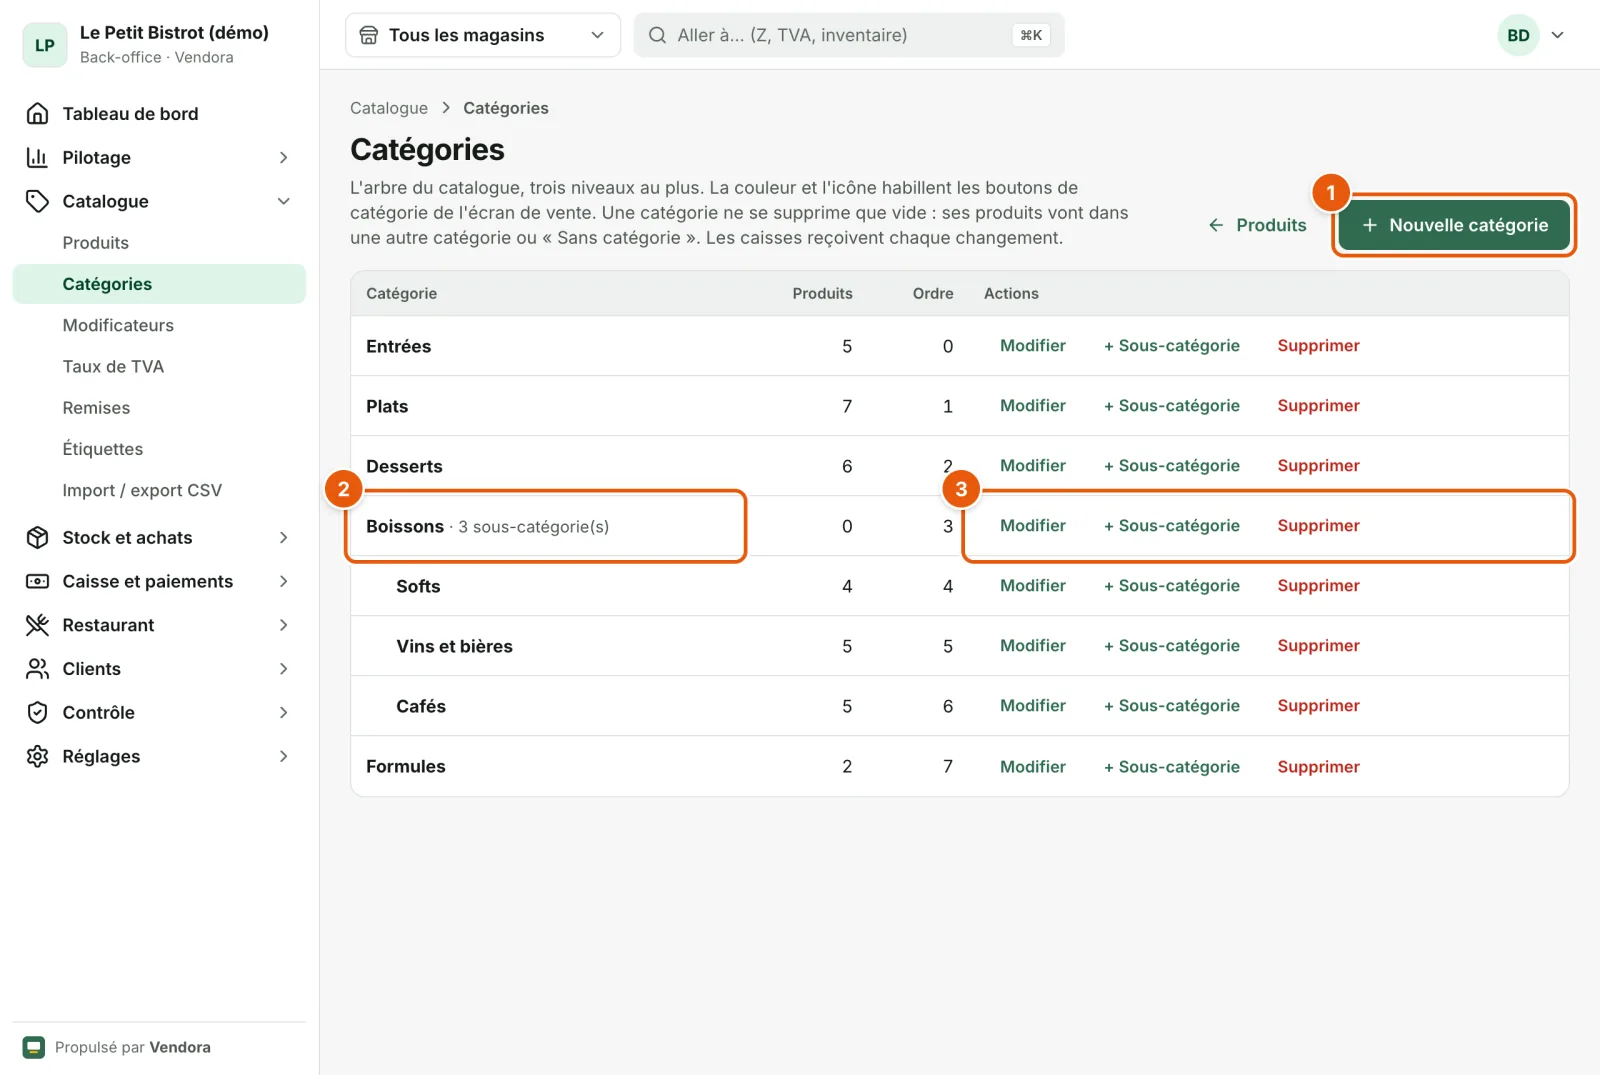 LP
Le Petit Bistrot (démo)
Back-office · Vendora
Tableau de bord
Pilotage
Catalogue
Produits
Catégories
Modificateurs
Taux de TVA
Remises
Étiquettes
Import / export CSV
Stock et achats
Caisse et paiements
Restaurant
Clients
Contrôle
Réglages
Propulsé par Vendora
Tous les magasins
Aller à... (Z, TVA, inventaire)
⌘K
BD
Catalogue > Catégories
Catégories
L'arbre du catalogue, trois niveaux au plus. La couleur et l'icône habillent les boutons de
catégorie de l'écran de vente. Une catégorie ne se supprime que vide : ses produits vont dans
une autre catégorie ou « Sans catégorie ». Les caisses reçoivent chaque changement.
← Produits
1
+ Nouvelle catégorie
Catégorie Produits Ordre Actions
Entrées 5 0 Modifier + Sous-catégorie Supprimer
Plats 7 1 Modifier + Sous-catégorie Supprimer
Desserts 6 2 Modifier + Sous-catégorie Supprimer
2
3
Boissons · 3 sous-catégorie(s) 0 3 Modifier + Sous-catégorie Supprimer
Softs 4 4 Modifier + Sous-catégorie Supprimer
Vins et bières 5 5 Modifier + Sous-catégorie Supprimer
Cafés 5 6 Modifier + Sous-catégorie Supprimer
Formules 2 7 Modifier + Sous-catégorie Supprimer